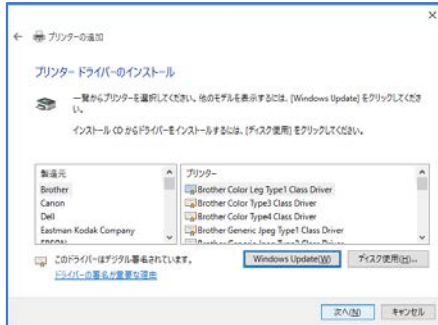 プリンターの追加
プリンター ドライバーのインストール
一覧からプリンターを選択してください。他のモデルを表示するには、[Windows Update] をクリックしてくださ
い。
インストール CD からドライバーをインストールするには、[ディスク使用] をクリックしてください。
製造元
Brother
Canon
Dell
Eastman Kodak Company
EPSON
プリンター
Brother Color Leg Type1 Class Driver
Brother Color Type3 Class Driver
Brother Color Type4 Class Driver
Brother Generic Jpeg Type1 Class Driver
Brother Generic Jpeg Type2 Class Driver
このドライバーはデジタル署名されています。
ドライバーの署名が重要な理由
Windows Update(W)
ディスク使用(H)...
次へ(N)
キャンセル